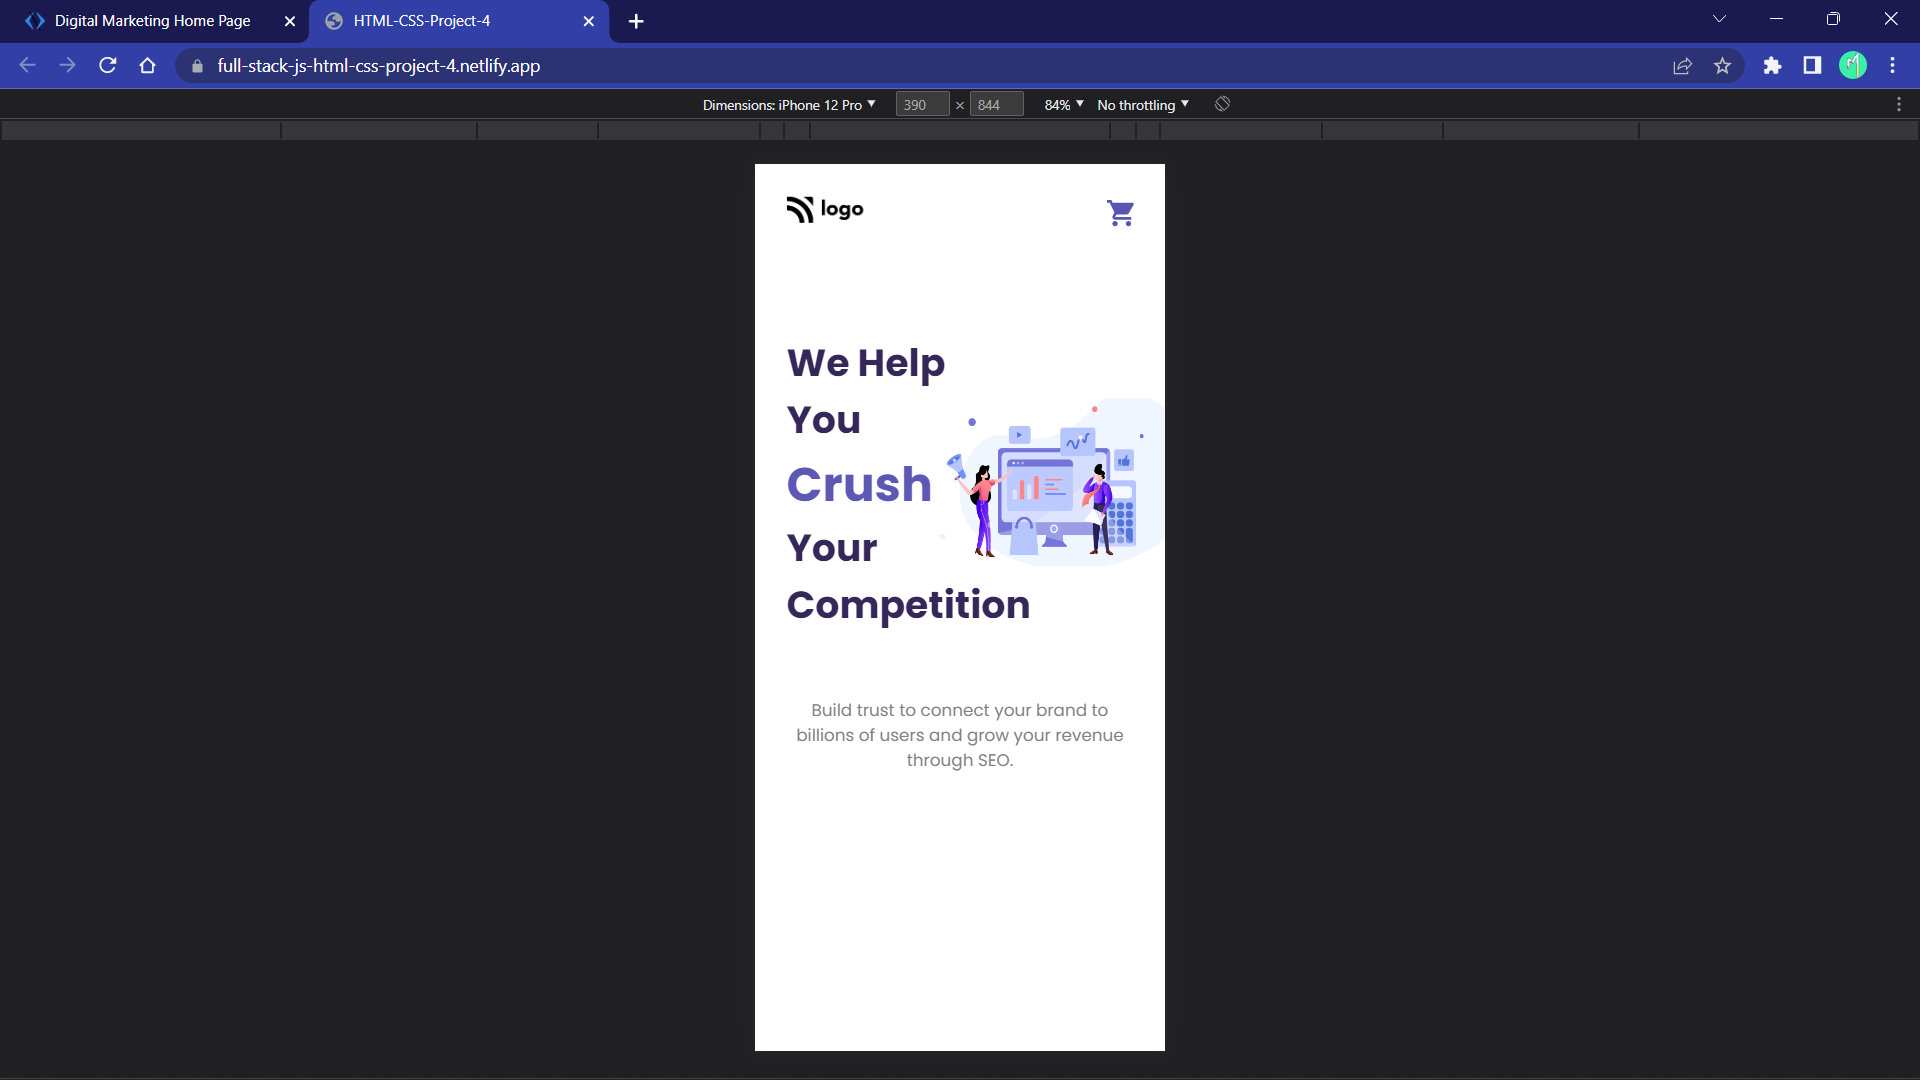 Digital Marketing Home Page
HTML-CSS-Project-4
full-stack-js-html-css-project-4.netlify.app
Dimensions: iPhone 12 Pro
390 × 844
84%
No throttling
logo
We Help
You
Crush
Your
Competition
Build trust to connect your brand to
billions of users and grow your revenue
through SEO.